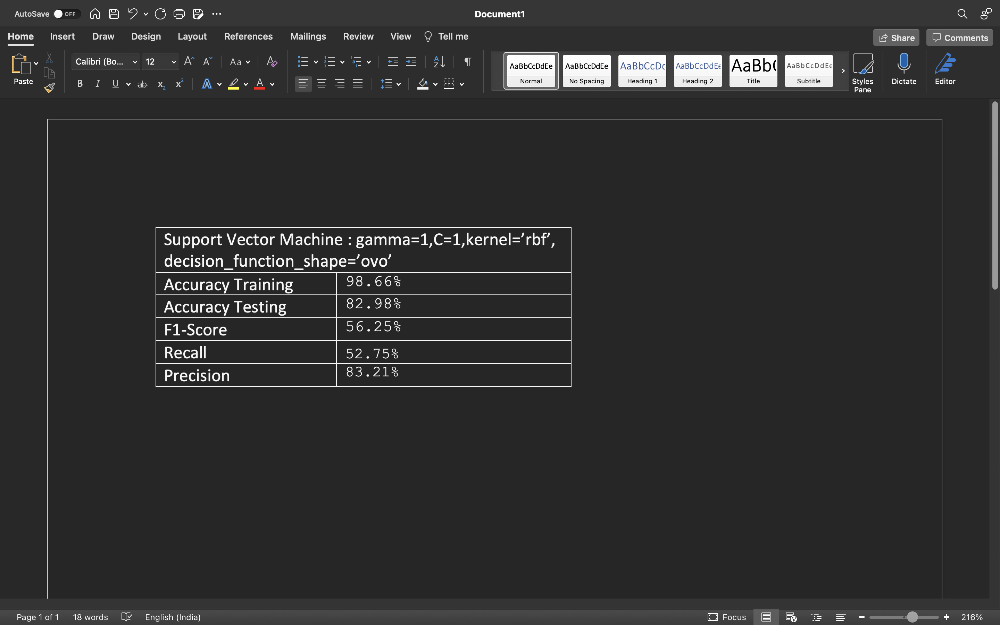 AutoSave OFF
Document1
Home Insert Draw Design Layout References Mailings Review View Tell me
Share Comments
Paste
Calibri (Bo... 12
Aa
AaBbCcDdEe AaBbCcDdEe AaBbCcDc AaBbCcDdEe AaBb( AaBbCcDdEe
Normal No Spacing Heading 1 Heading 2 Title Subtitle
Styles Pane
Dictate
Editor
Support Vector Machine : gamma=1,C=1,kernel=’rbf’,
decision_function_shape=’ovo’
Accuracy Training 98.66%
Accuracy Testing 82.98%
F1-Score 56.25%
Recall 52.75%
Precision 83.21%
Page 1 of 1 18 words English (India)
Focus 216%